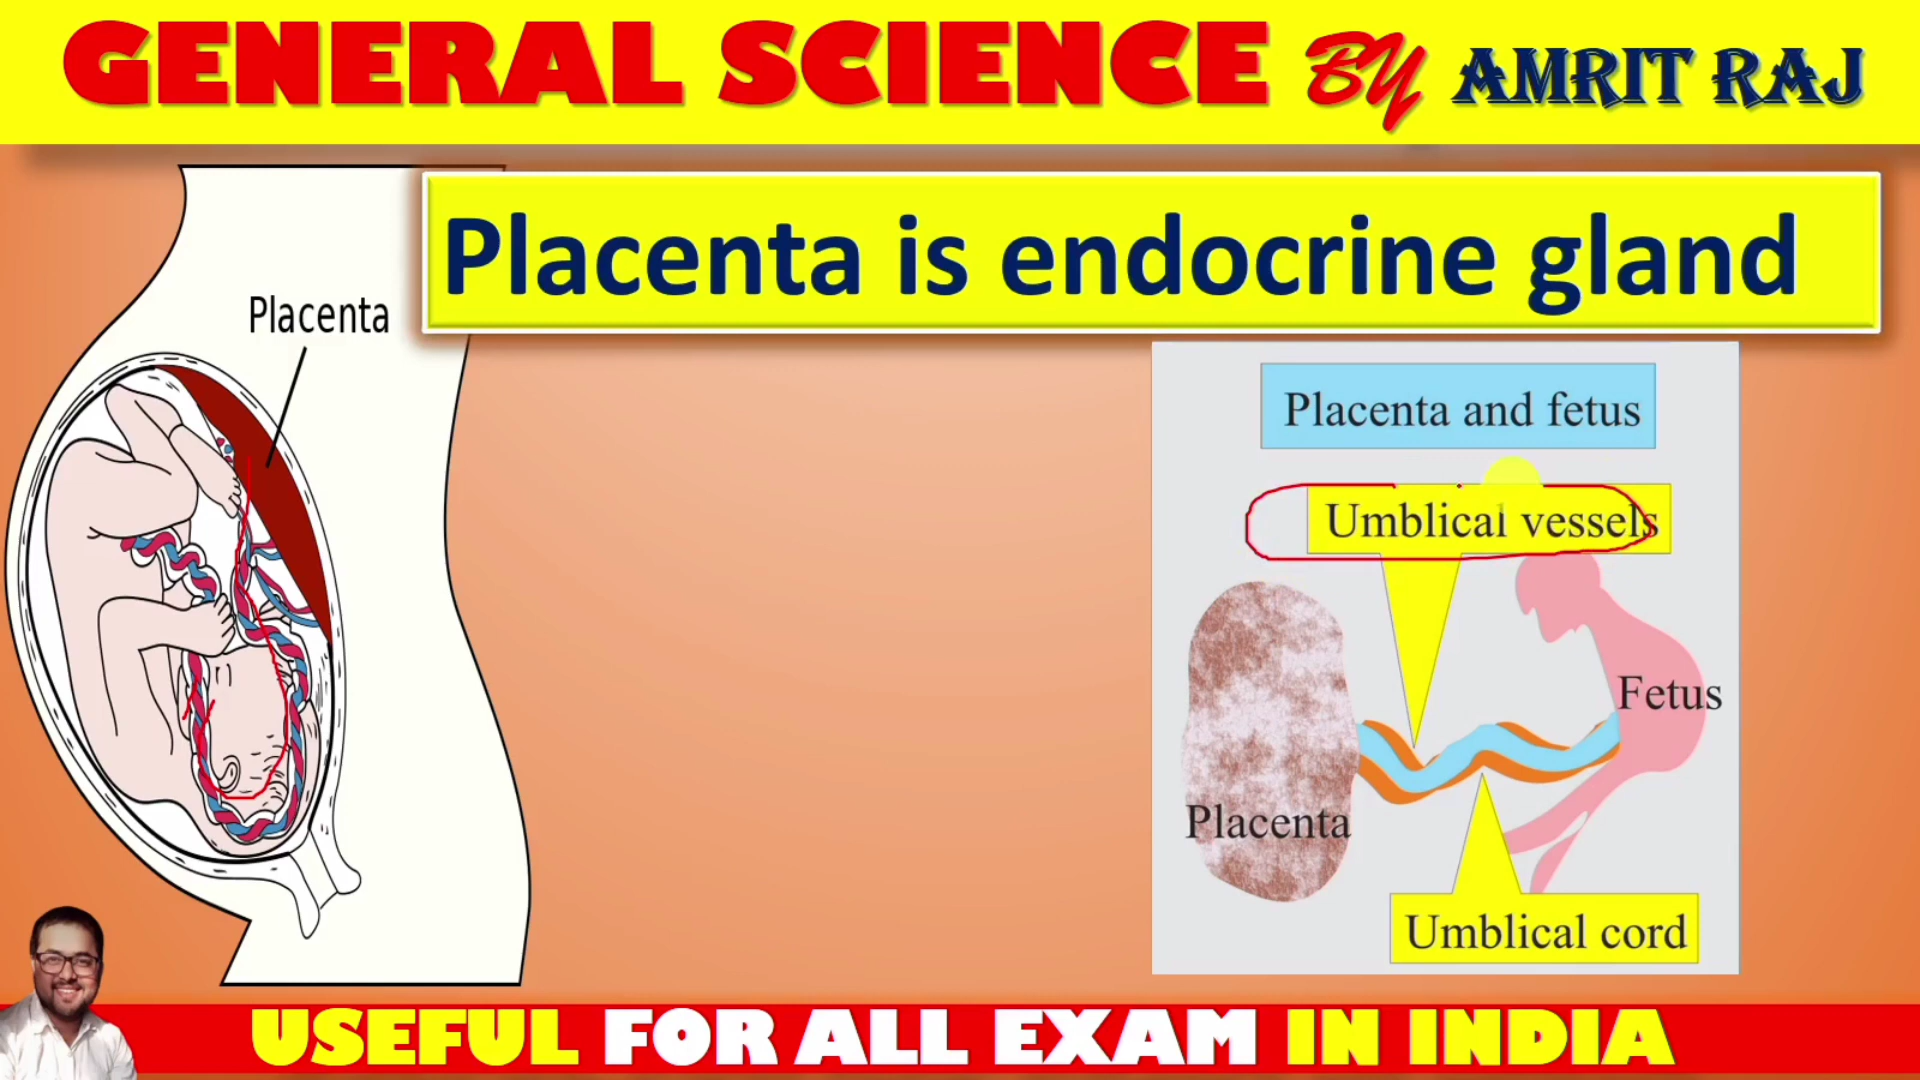 GENERAL SCIENCE BY AMRIT RAJ
Placenta is endocrine gland
Placenta
Placenta and fetus
Umblical vessels
Fetus
Placenta
Umblical cord
USEFUL FOR ALL EXAM IN INDIA